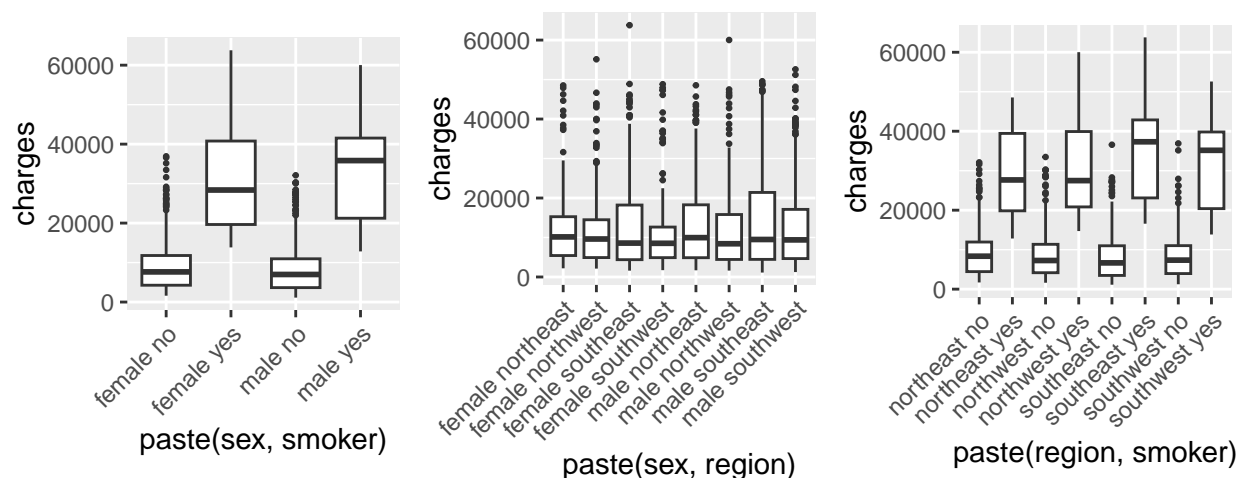 charges
60000
40000
20000
0
female no
female yes
male no
male yes
paste(sex, smoker)
charges
60000
40000
20000
0
female northeast
female northwest
female southeast
female southwest
male northeast
male northwest
male southeast
male southwest
paste(sex, region)
charges
60000
40000
20000
0
northeast no
northeast yes
northwest no
northwest yes
southeast no
southeast yes
southwest no
southwest yes
paste(region, smoker)